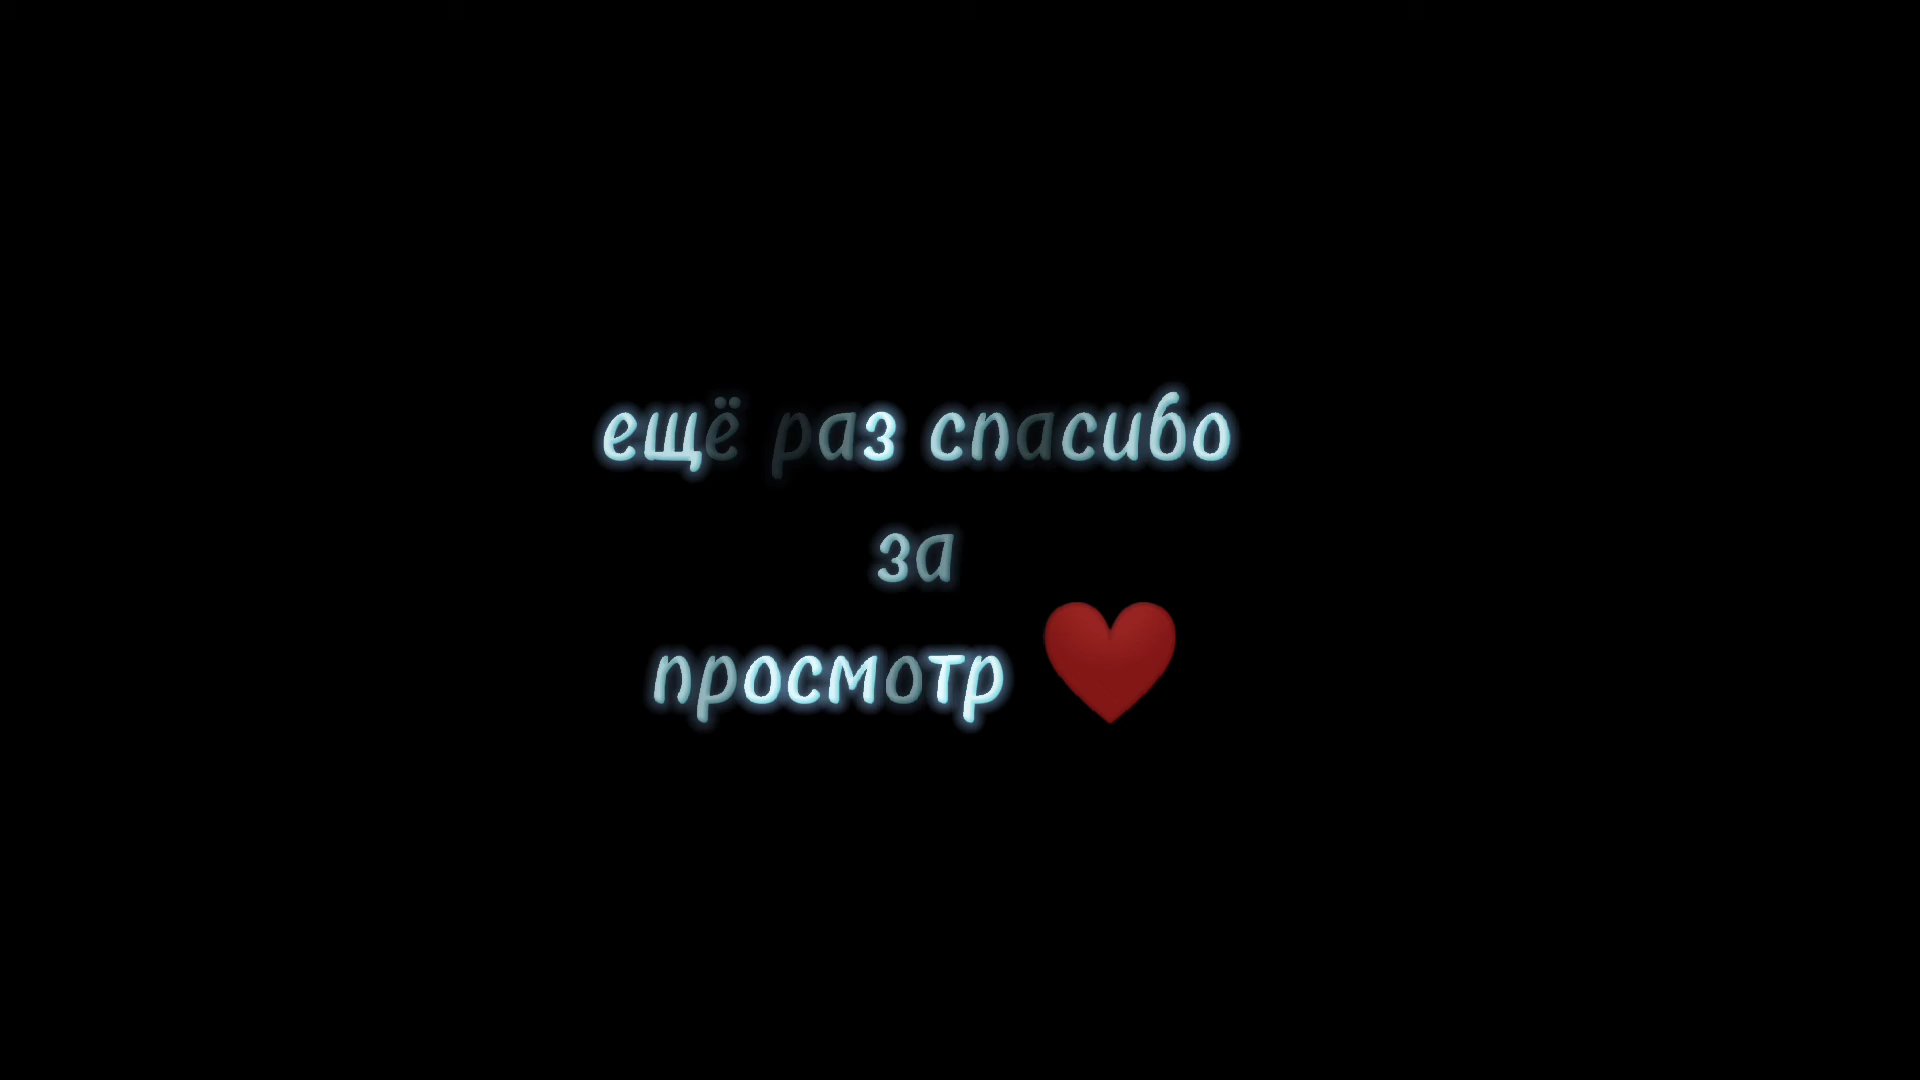 ещё раз спасибо
за
просмотр ❤